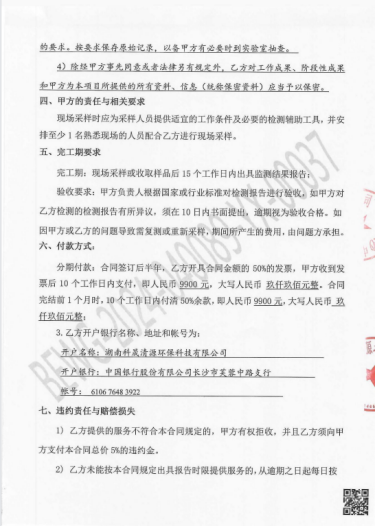 的要求。按要求保存原始记录，以备甲方有必要时到实验室抽查。
4）除经甲方事先同意或者法律另有规定外，乙方对工作成果、阶段性成果
和甲方为本项目所提供的所有资料、信息（统称保密资料）应当予以保密。
四、甲方的责任与相关要求
现场采样时应为采样人员提供适宜的工作条件及必要的检测辅助工具，并安
排至少 1 名熟悉现场的人员配合乙方进行现场采样。
五、完工期要求
完工期：现场采样或收取样品后 15 个工作日内出具监测结果报告；
验收要求：甲方负责人根据国家或行业标准对检测报告进行验收，如甲方对
乙方检测的检测报告有所异议，须在 10 日内书面提出，逾期视为验收合格。如
因甲方或乙方的问题导致需复测或重新采样，期间所产生的费用，由问题方承担。
六、付款方式：
分期付款：合同签订后半年，乙方开具合同金额的 50%的发票，甲方收到发
票后 10 个工作日内支付，即人民币 9900 元，大写人民币 玖仟玖佰元整。合同
完结前 1 个月时，10 个工作日内付清 50%余款，即人民币 9900 元，大写人民币 玖
仟玖佰元整；
3.乙方开户银行名称、地址和帐号为：
开户名称：湖南科晟清源环保科技有限公司
开户银行：中国银行股份有限公司长沙市芙蓉中路支行
帐号： 6106 7648 3922
七、违约责任与赔偿损失
1）乙方提供的服务不符合本合同规定的，甲方有权拒收，并且乙方须向甲
方支付本合同总价 5%的违约金。
2）乙方未能按本合同规定出具报告时限提供服务的，从逾期之日起每日按